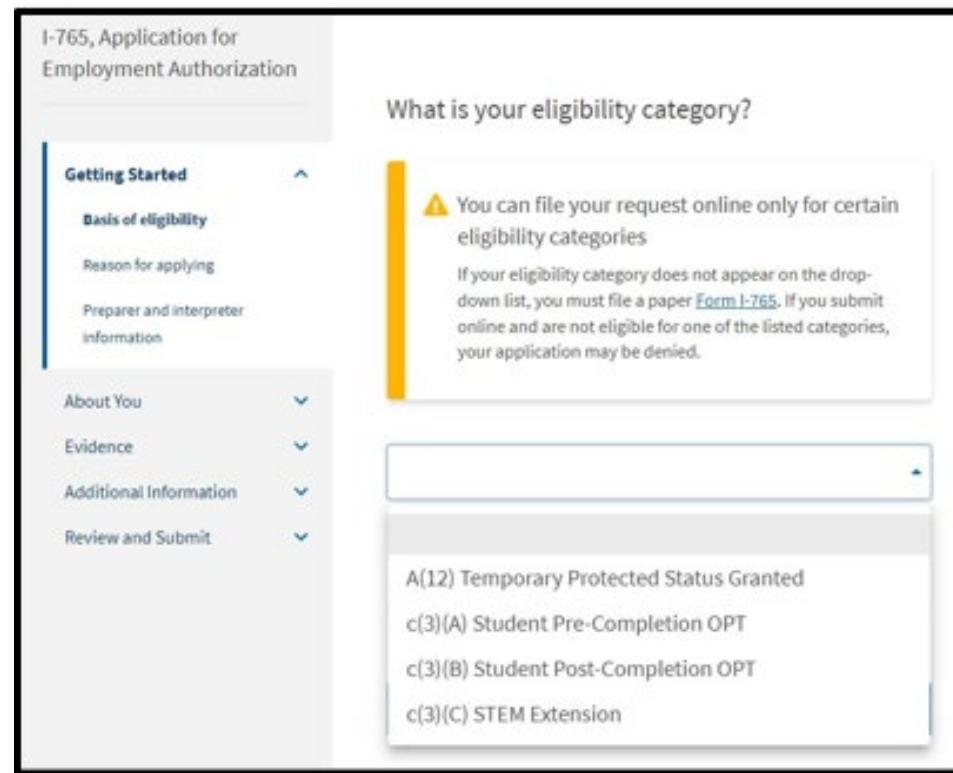 I-765, Application for
Employment Authorization
Getting Started
Basis of eligibility
Reason for applying
Preparer and interpreter
information
About You
Evidence
Additional Information
Review and Submit
What is your eligibility category?
You can file your request online only for certain
eligibility categories
If your eligibility category does not appear on the drop-
down list, you must file a paper Form I-765. If you submit
online and are not eligible for one of the listed categories,
your application may be denied.
A(12) Temporary Protected Status Granted
c(3)(A) Student Pre-Completion OPT
c(3)(B) Student Post-Completion OPT
c(3)(C) STEM Extension